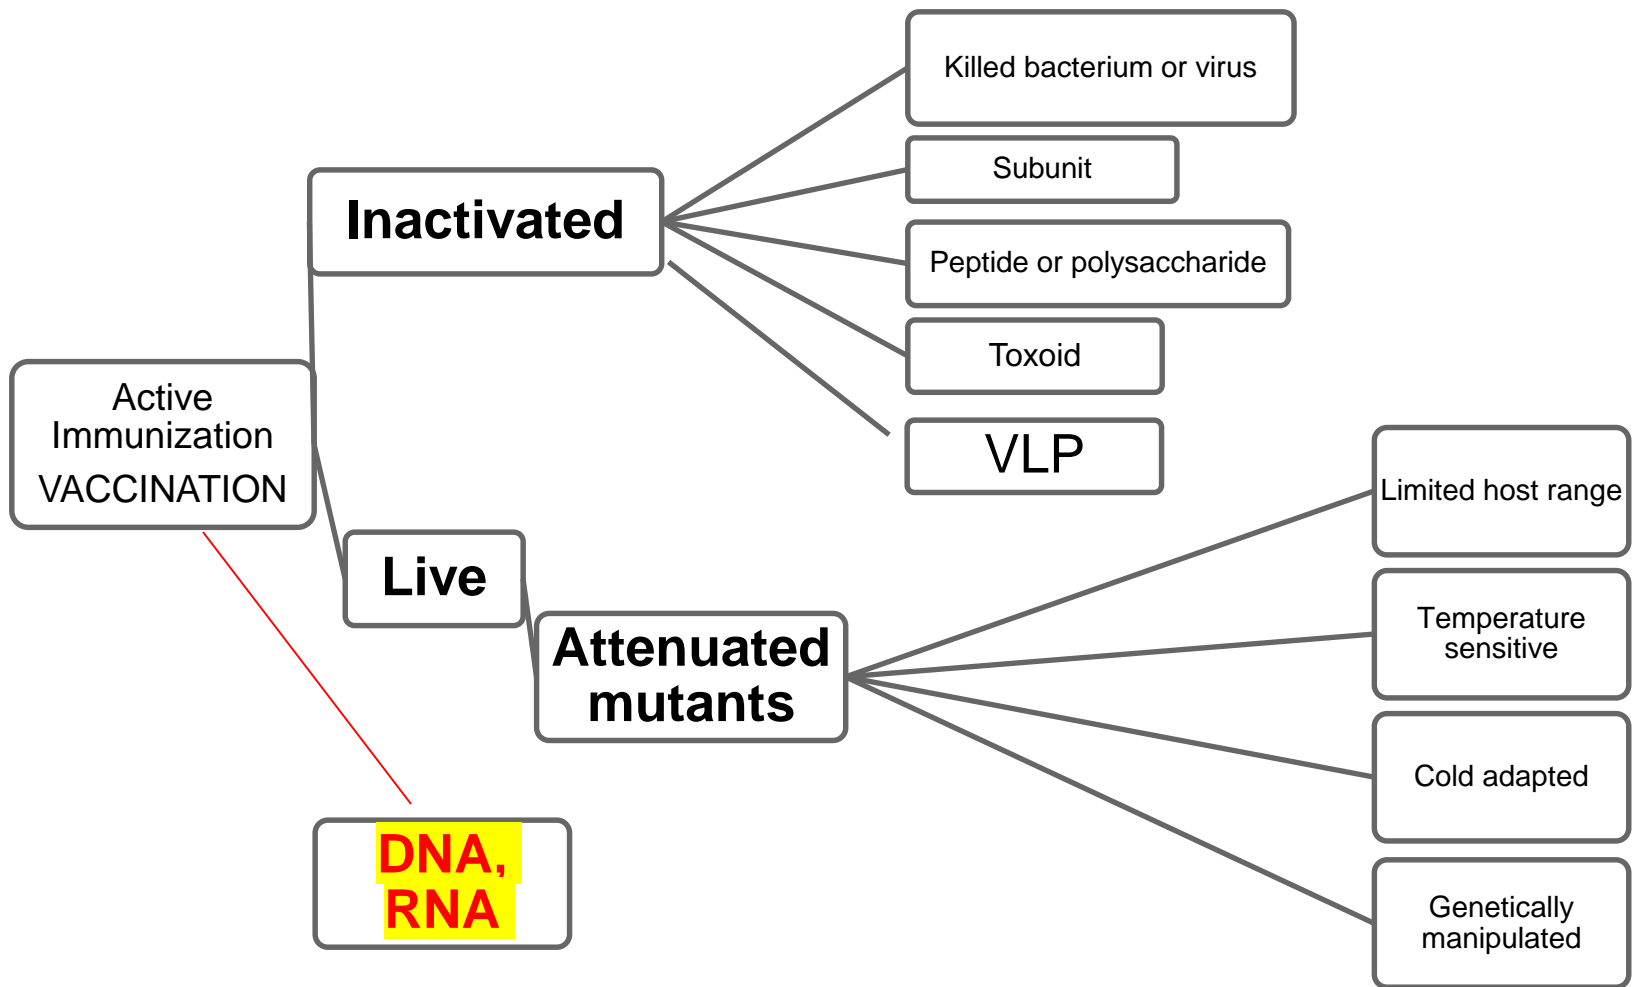 Killed bacterium or virus
Subunit
Inactivated
Peptide or polysaccharide
Toxoid
Active
Immunization
VACCINATION
VLP
Limited host range
Live
Temperature
sensitive
Attenuated
mutants
Cold adapted
DNA,
RNA
Genetically
manipulated